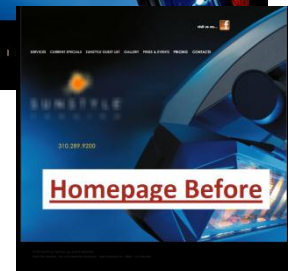 visit us on...
SERVICES CURRENT SPECIALS SUNSTYLE GUEST LIST GALLERY PRESS & EVENTS PRICING CONTACTS
SUNSTYLE
310.289.9200
Homepage Before